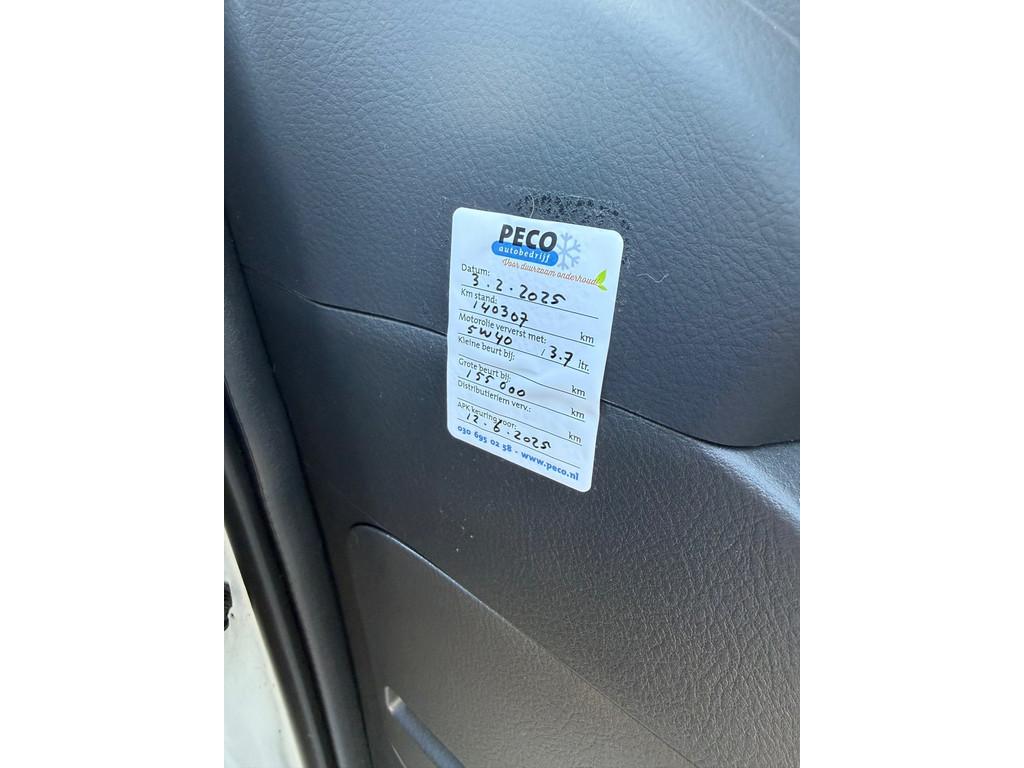 PECO
autobedrijf
Voor duurzaam onderhoud
Datum:
3.2.2025
Km stand:
140307 km
Motorolie ververst met:
5W40 / 3.7 ltr.
Kleine beurt bij:
km
Grote beurt bij:
155000 km
Distributieriem verv.:
km
APK keuring voor:
12.6.2025
030 695 02 58 - www.peco.nl